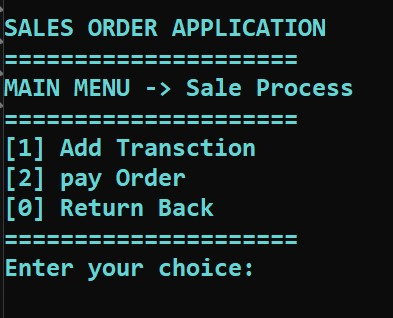 SALES ORDER APPLICATION
=====================
MAIN MENU -> Sale Process
=====================
[1] Add Transction
[2] pay Order
[0] Return Back
=====================
Enter your choice: